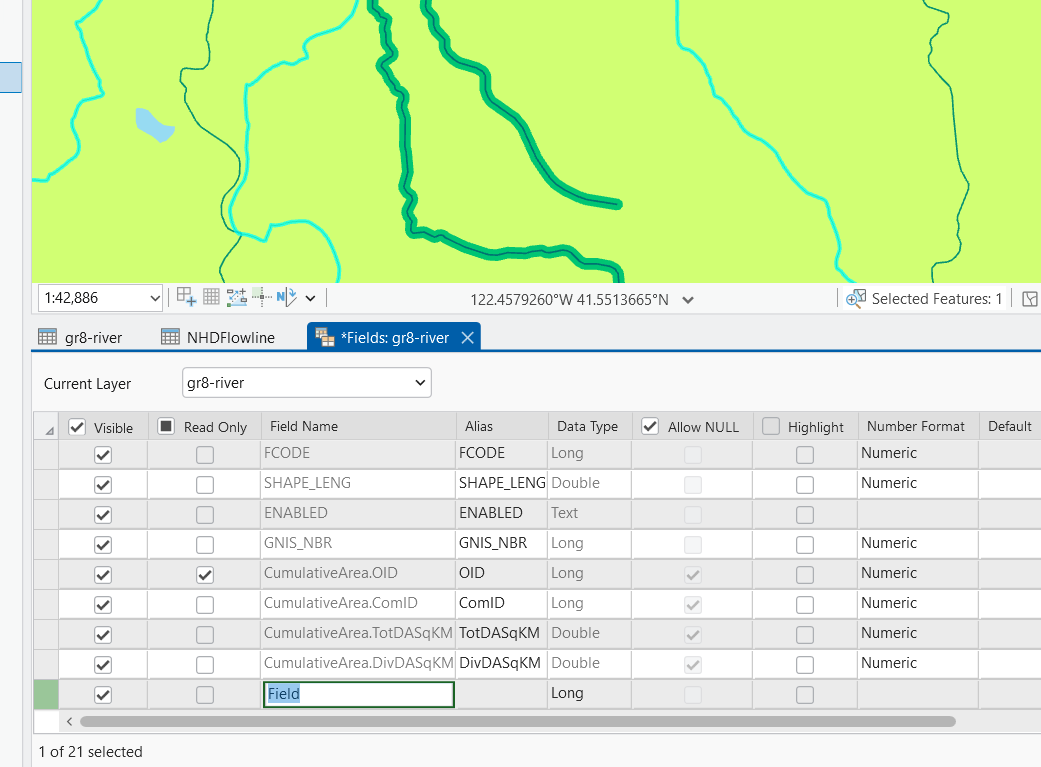 1:42,886 N 122.4579260°W 41.5513665°N Selected Features: 1
gr8-river NHDFlowline *Fields: gr8-river
Current Layer gr8-river
Visible Read Only Field Name Alias Data Type Allow NULL Highlight Number Format Default
FCODE FCODE Long Numeric
SHAPE_LENG SHAPE_LENG Double Numeric
ENABLED ENABLED Text
GNIS_NBR GNIS_NBR Long Numeric
CumulativeArea.OID OID Long Numeric
CumulativeArea.ComID ComID Long Numeric
CumulativeArea.TotDASqKM TotDASqKM Double Numeric
CumulativeArea.DivDASqKM DivDASqKM Double Numeric
Field Long
1 of 21 selected